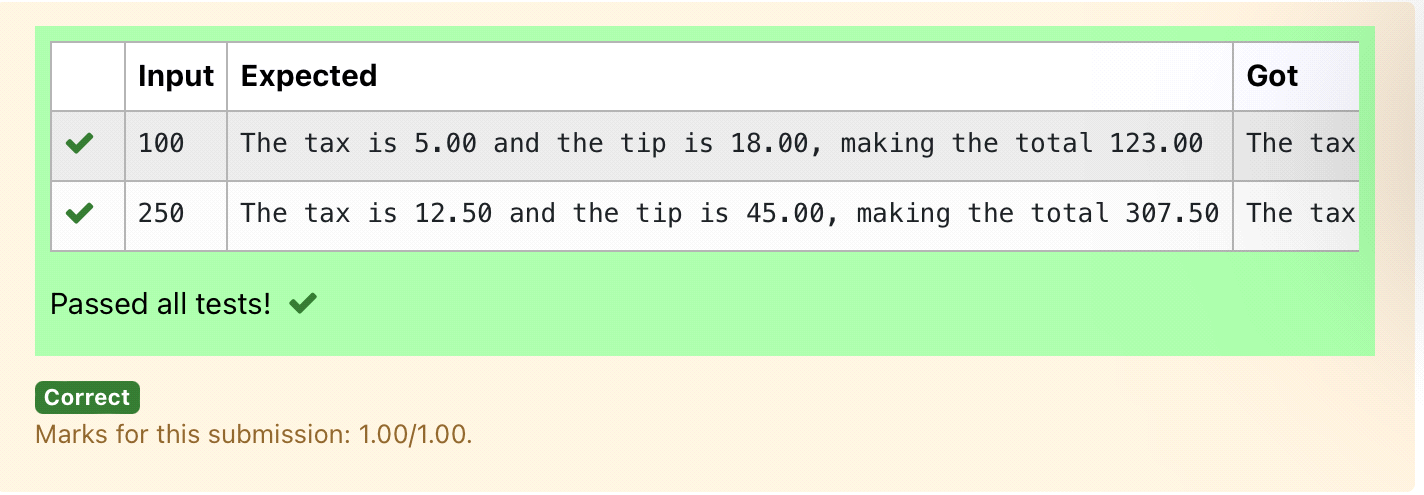 Input Expected Got
100 The tax is 5.00 and the tip is 18.00, making the total 123.00 The tax
250 The tax is 12.50 and the tip is 45.00, making the total 307.50 The tax
Passed all tests!
Correct
Marks for this submission: 1.00/1.00.